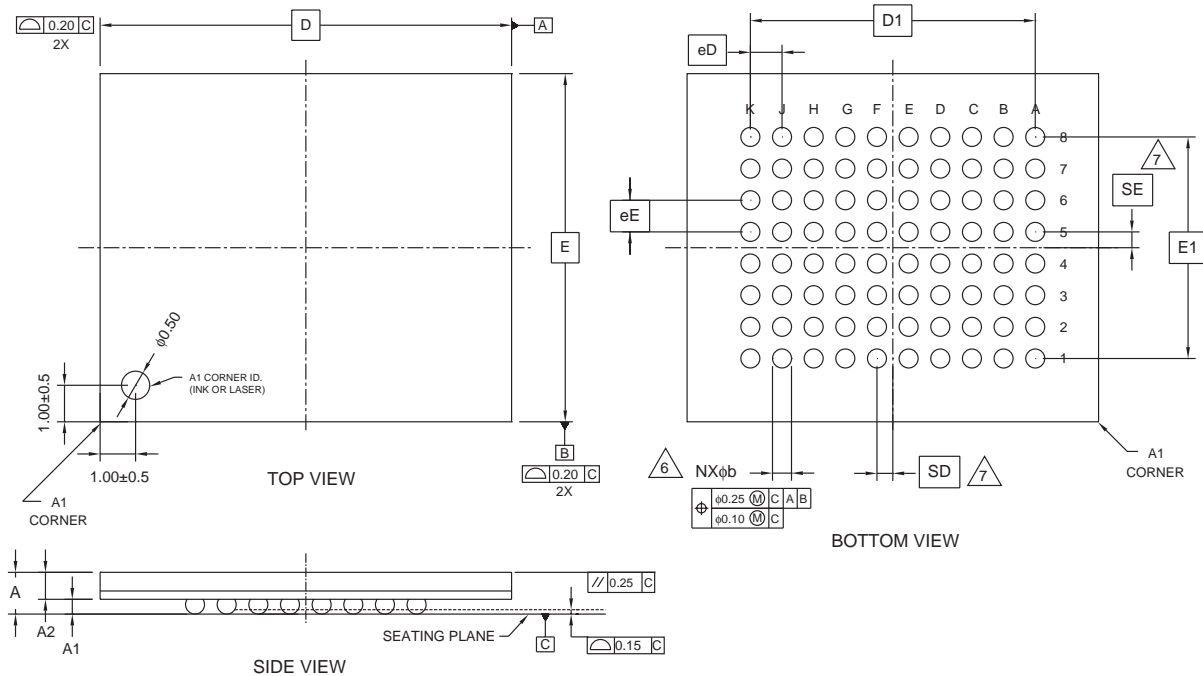 0.20 C
2X
D
A
E
ϕ0.50
A1 CORNER ID.
(INK OR LASER)
1.00±0.5
1.00±0.5
A1
CORNER
TOP VIEW
B
0.20 C
2X
D1
eD
K J H G F E D C B A
8
7
6
5
4
3
2
1
7
SE
eE
E1
6
NXϕb
ϕ0.25 M C A B
ϕ0.10 M C
SD
7
A1
CORNER
BOTTOM VIEW
A
A2
A1
// 0.25 C
SEATING PLANE
C
0.15 C
SIDE VIEW